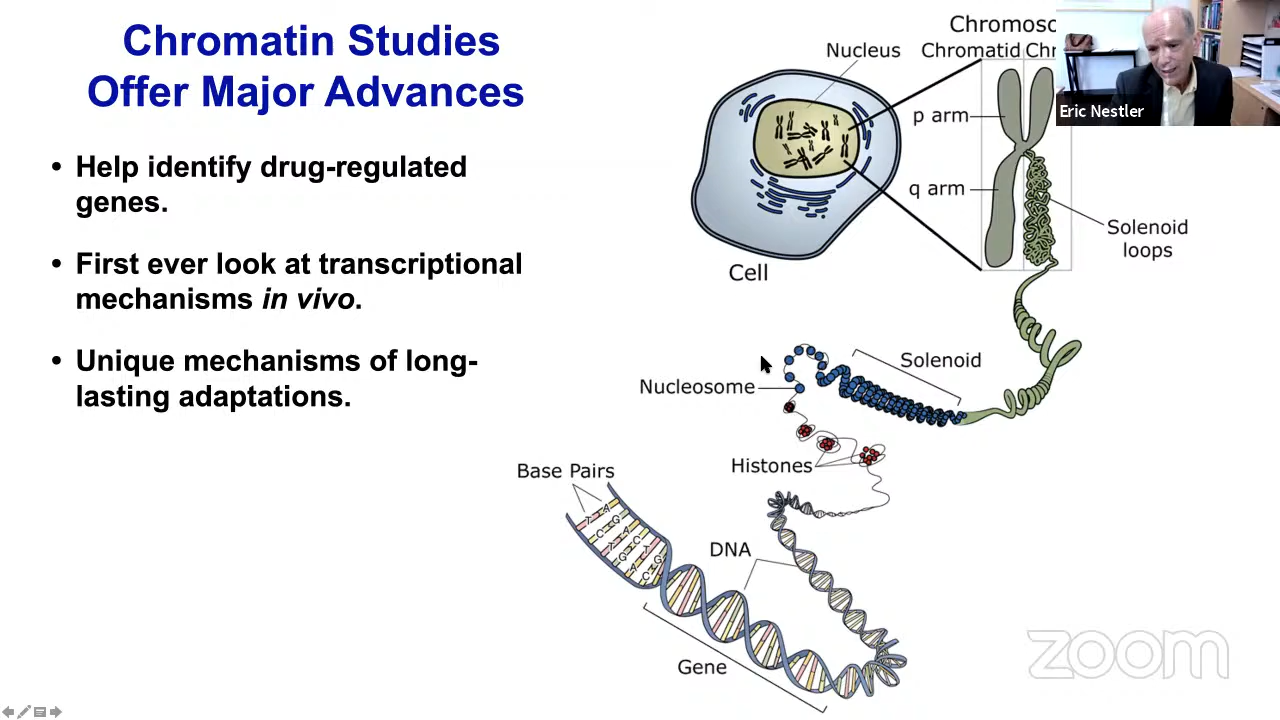 Chromatin Studies
Offer Major Advances
• Help identify drug-regulated
genes.
• First ever look at transcriptional
mechanisms in vivo.
• Unique mechanisms of long-
lasting adaptations.
Chromoso
Nucleus
Chromatid Chr
p arm
q arm
Solenoid
loops
Cell
Eric Nestler
Solenoid
Nucleosome
Histones
Base Pairs
T A
C G
T A
G C T
A C G
DNA
Gene
zoom